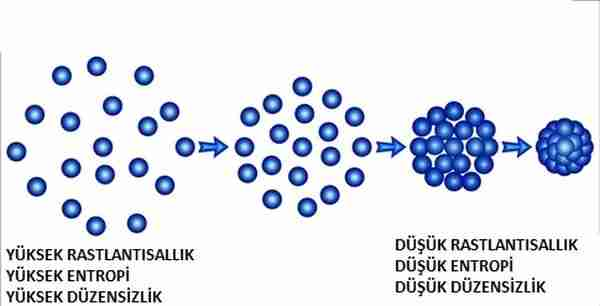 YÜKSEK RASTLANTISALLIK
YÜKSEK ENTROPİ
YÜKSEK DÜZENSİZLİK
DÜŞÜK RASTLANTISALLIK
DÜŞÜK ENTROPİ
DÜŞÜK DÜZENSİZLİK